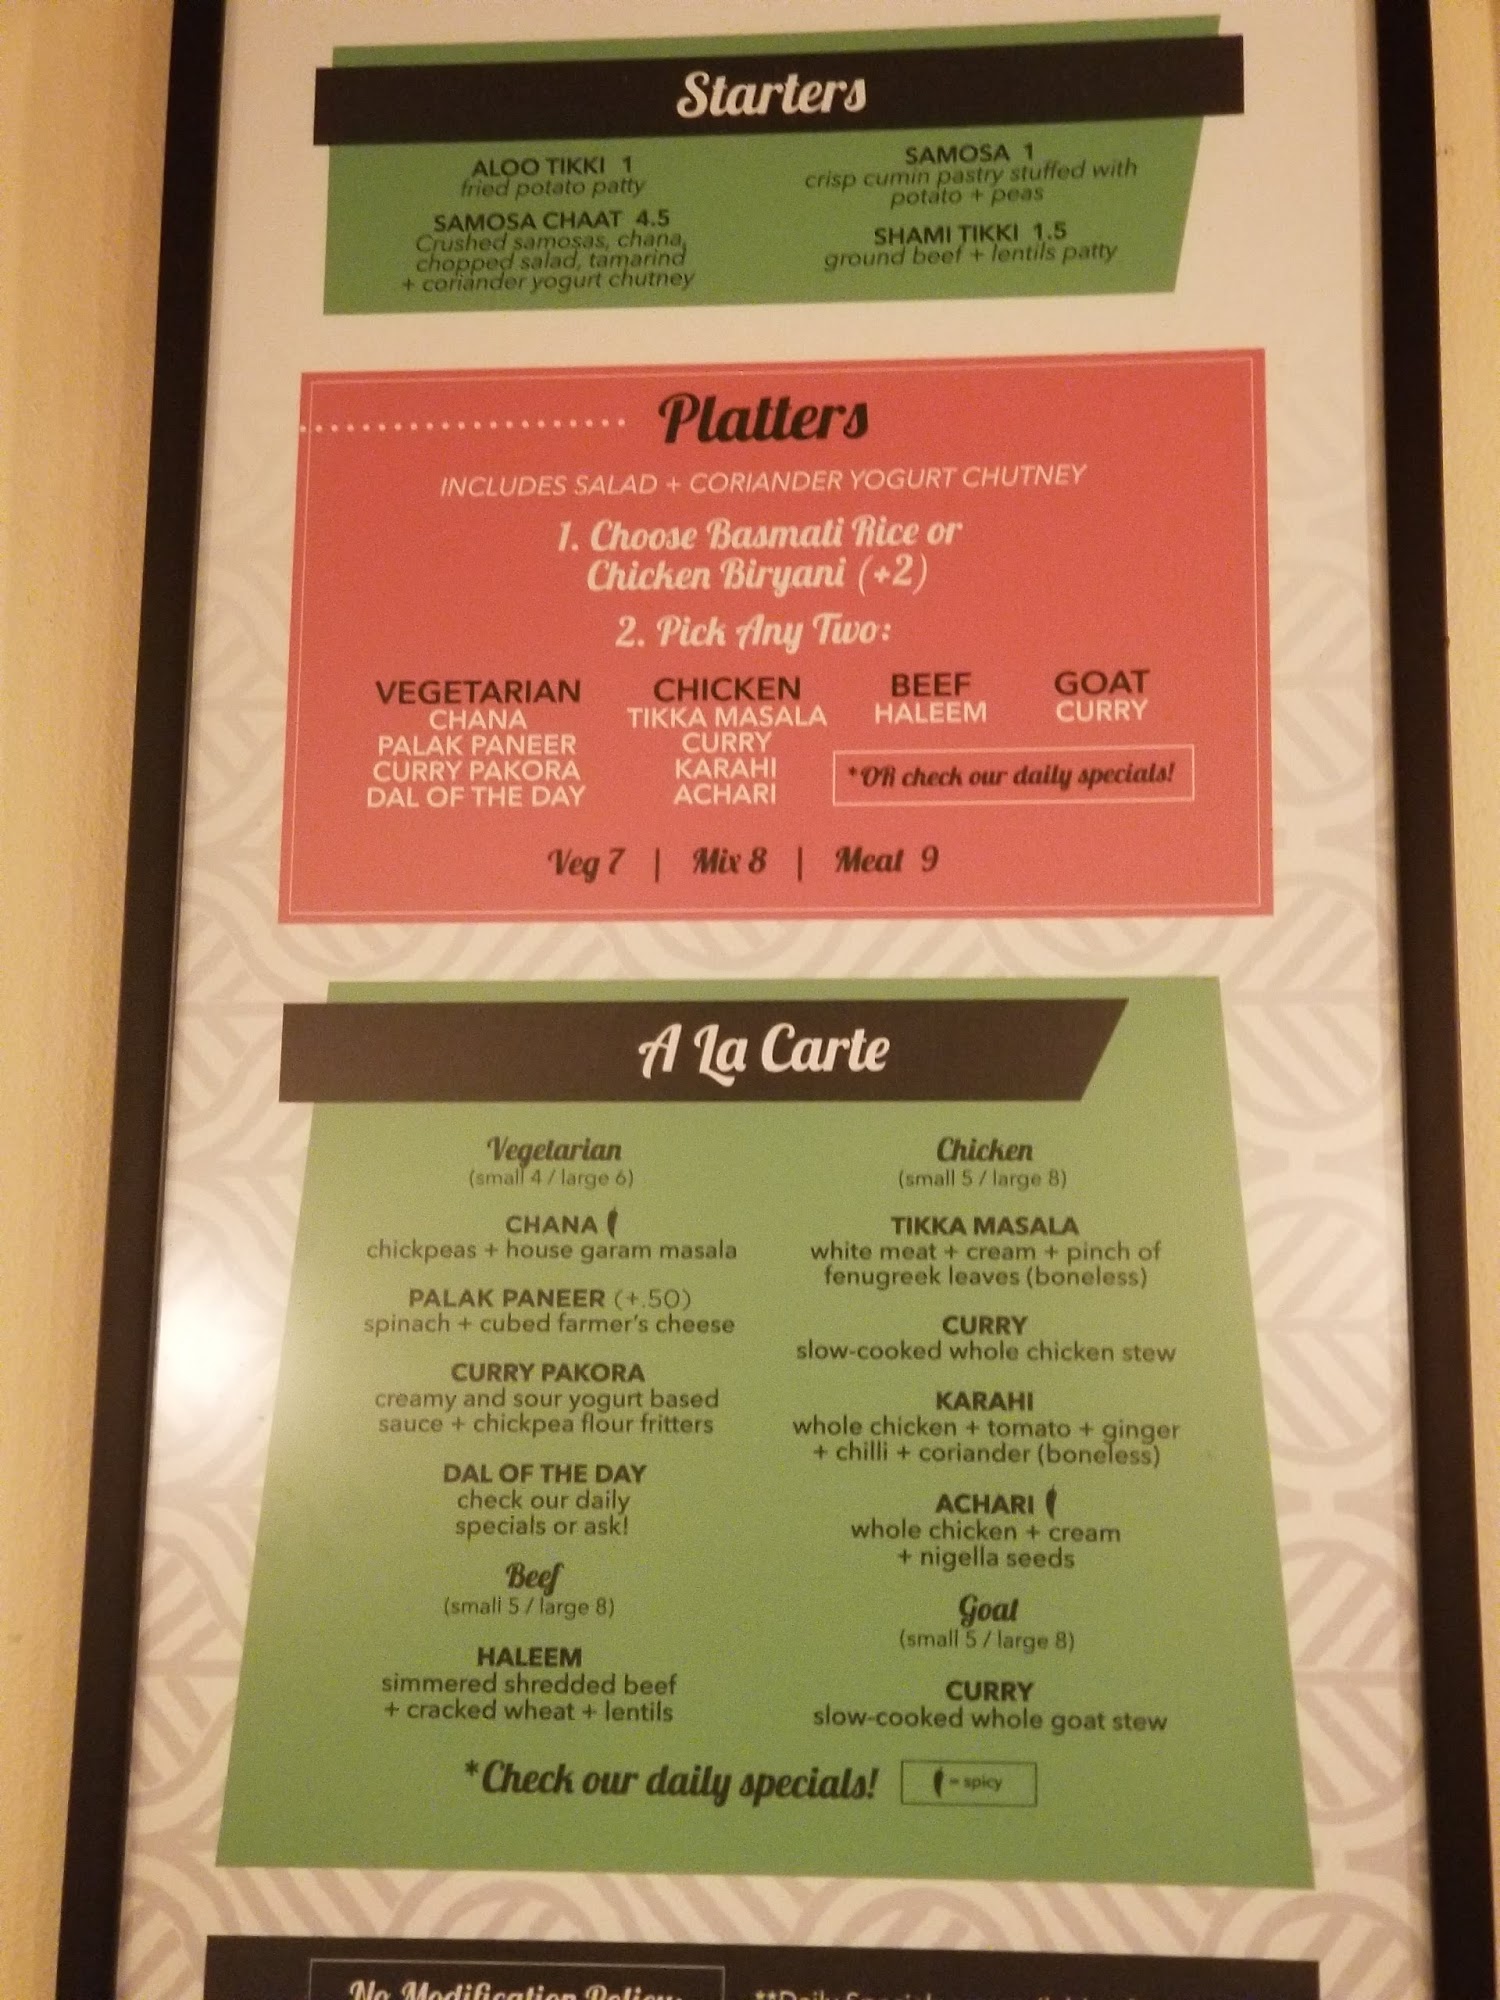 Starters
ALOO TIKKI 1
fried potato patty
SAMOSA CHAAT 4.5
Crushed samosas, chana,
chopped salad, tamarind
+ coriander yogurt chutney
SAMOSA 1
crisp cumin pastry stuffed with
potato + peas
SHAMI TIKKI 1.5
ground beef + lentils patty
Platters
INCLUDES SALAD + CORIANDER YOGURT CHUTNEY
1. Choose Basmati Rice or
Chicken Biryani (+2)
2. Pick Any Two:
VEGETARIAN
CHANA
PALAK PANEER
CURRY PAKORA
DAL OF THE DAY
CHICKEN
TIKKA MASALA
CURRY
KARAHI
ACHARI
BEEF
HALEEM
GOAT
CURRY
*OR check our daily specials!
Veg 7 | Mix 8 | Meat 9
A La Carte
Vegetarian
(small 4 / large 6)
CHANA
chickpeas + house garam masala
PALAK PANEER (+.50)
spinach + cubed farmer's cheese
CURRY PAKORA
creamy and sour yogurt based
sauce + chickpea flour fritters
DAL OF THE DAY
check our daily
specials or ask!
Beef
(small 5 / large 8)
HALEEM
simmered shredded beef
+ cracked wheat + lentils
Chicken
(small 5 / large 8)
TIKKA MASALA
white meat + cream + pinch of
fenugreek leaves (boneless)
CURRY
slow-cooked whole chicken stew
KARAHI
whole chicken + tomato + ginger
+ chilli + coriander (boneless)
ACHARI
whole chicken + cream
+ nigella seeds
Goat
(small 5 / large 8)
CURRY
slow-cooked whole goat stew
*Check our daily specials!
= spicy
No Modification Policy:
**Daily